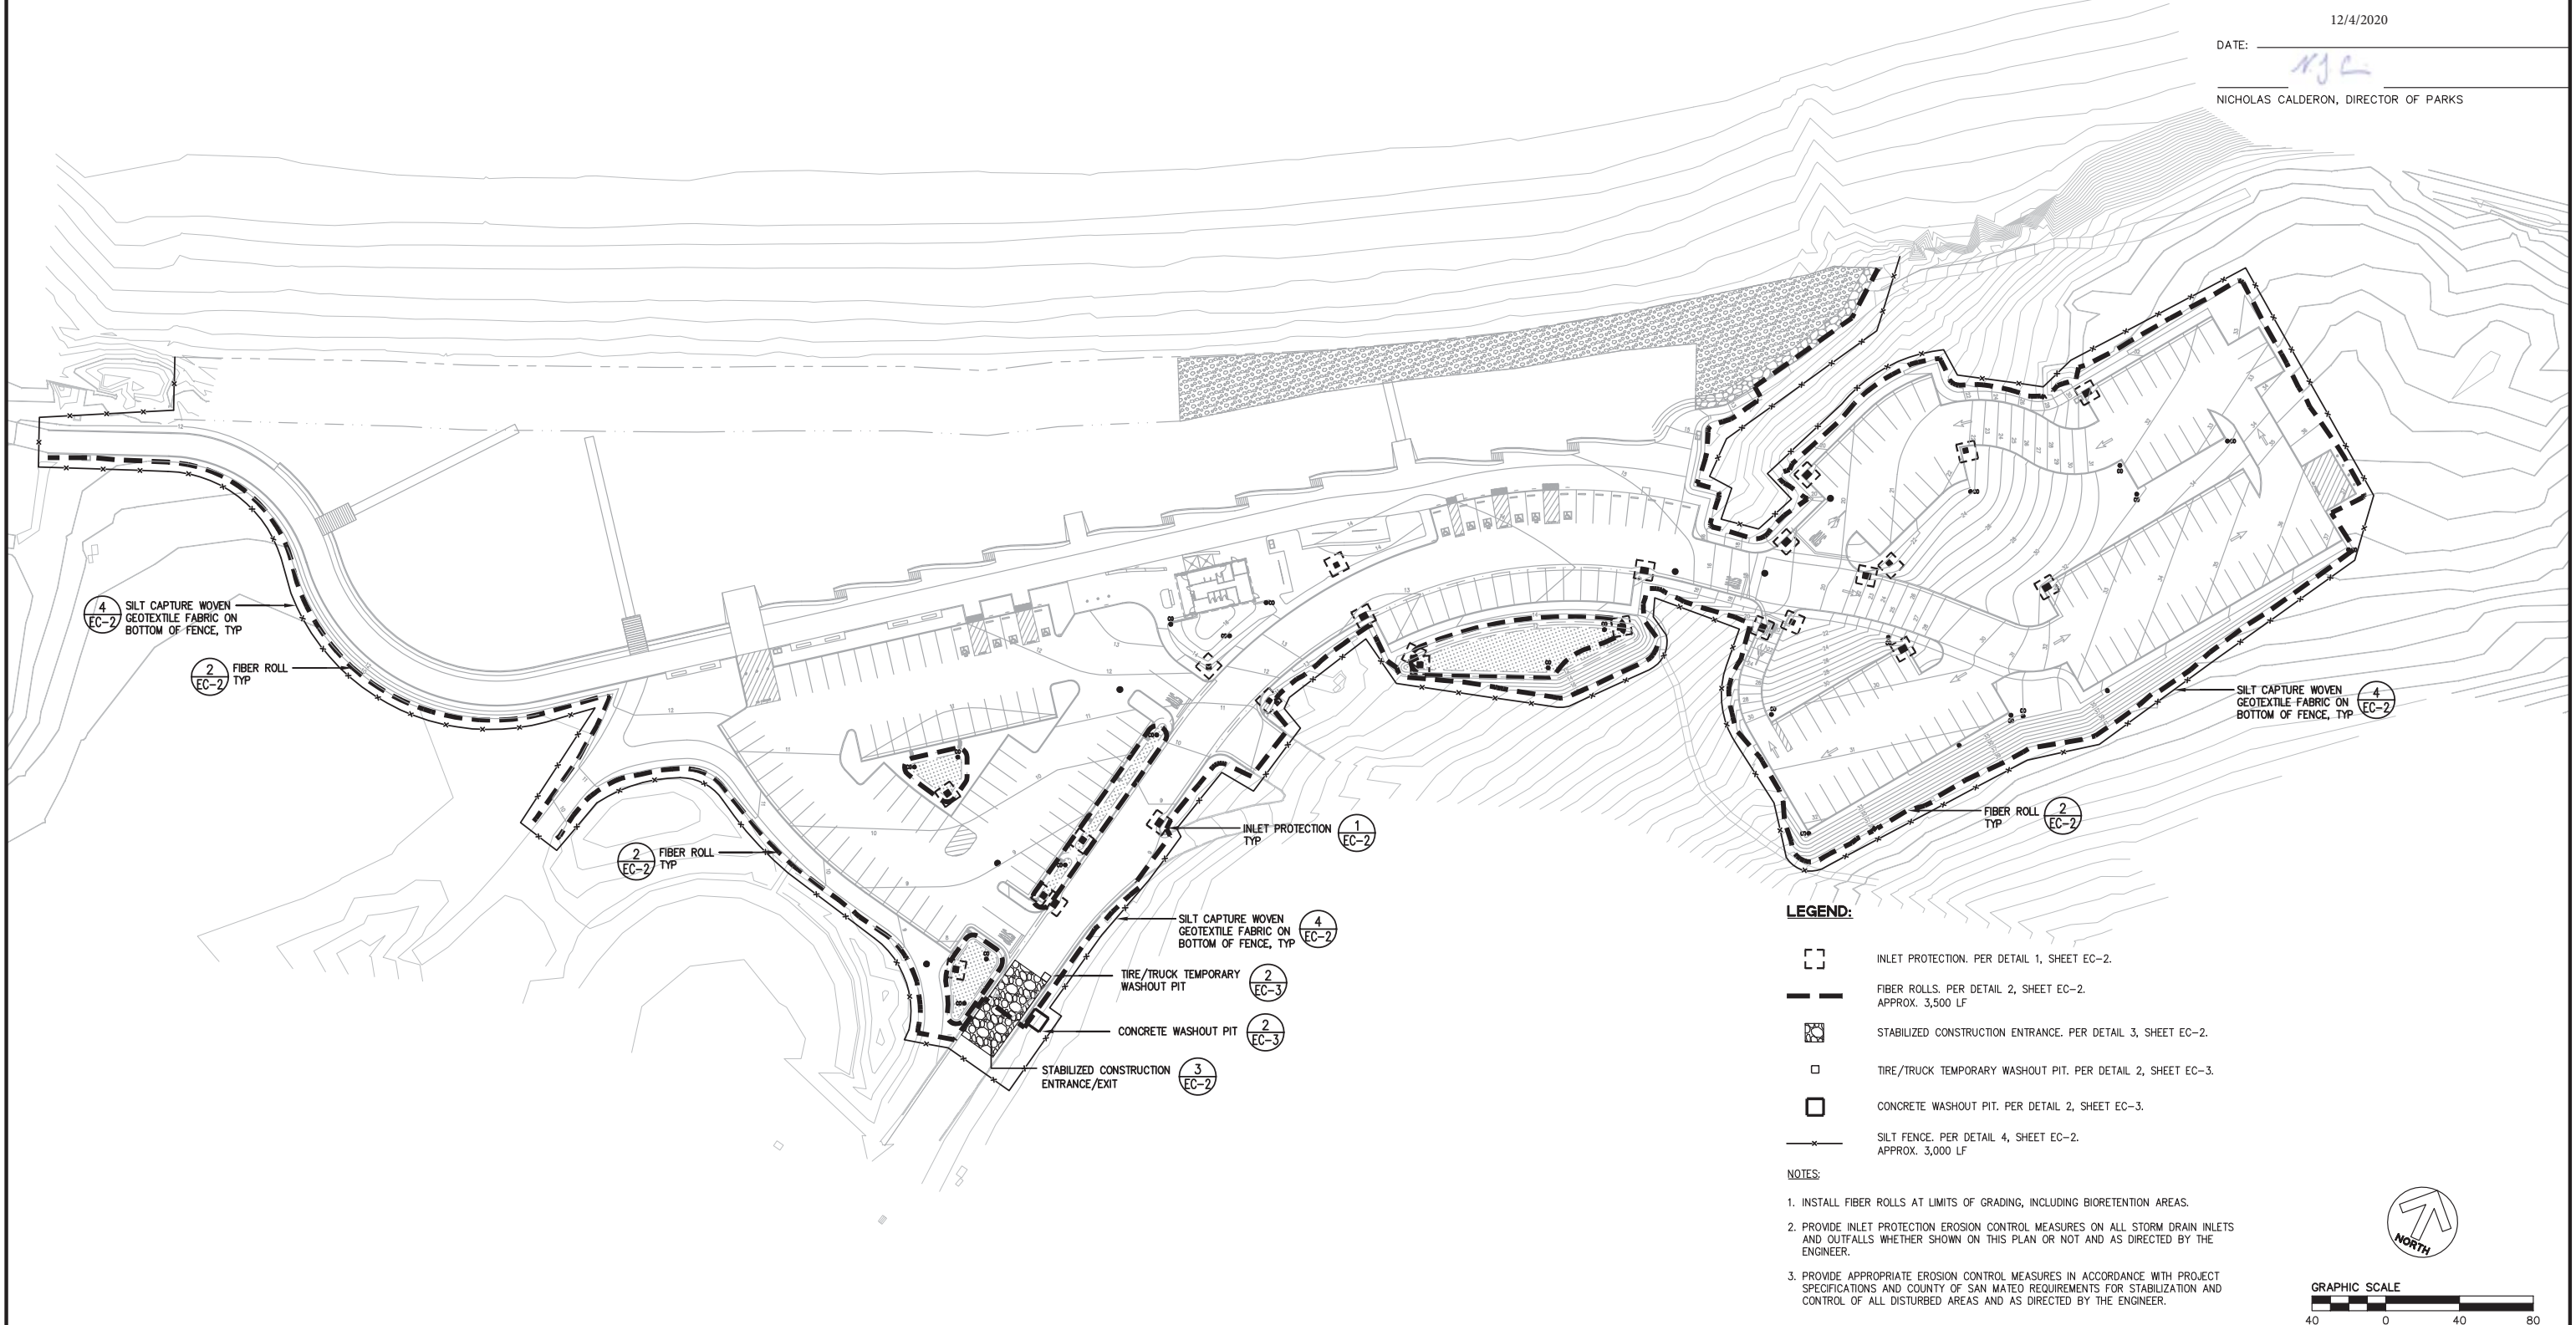 12/4/2020
DATE:
NICHOLAS CALDERON, DIRECTOR OF PARKS
4
EC-2
SILT CAPTURE WOVEN
GEOTEXTILE FABRIC ON
BOTTOM OF FENCE, TYP
2
EC-2
FIBER ROLL
TYP
2
EC-2
FIBER ROLL
TYP
INLET PROTECTION
TYP
1
EC-2
SILT CAPTURE WOVEN
GEOTEXTILE FABRIC ON
BOTTOM OF FENCE, TYP
4
EC-2
TIRE/TRUCK TEMPORARY
WASHOUT PIT
2
EC-3
CONCRETE WASHOUT PIT
2
EC-3
STABILIZED CONSTRUCTION
ENTRANCE/EXIT
3
EC-2
SILT CAPTURE WOVEN
GEOTEXTILE FABRIC ON
BOTTOM OF FENCE, TYP
4
EC-2
FIBER ROLL
TYP
2
EC-2
LEGEND:
INLET PROTECTION. PER DETAIL 1, SHEET EC-2.
FIBER ROLLS. PER DETAIL 2, SHEET EC-2.
APPROX. 3,500 LF
STABILIZED CONSTRUCTION ENTRANCE. PER DETAIL 3, SHEET EC-2.
TIRE/TRUCK TEMPORARY WASHOUT PIT. PER DETAIL 2, SHEET EC-3.
CONCRETE WASHOUT PIT. PER DETAIL 2, SHEET EC-3.
SILT FENCE. PER DETAIL 4, SHEET EC-2.
APPROX. 3,000 LF
NOTES:
1. INSTALL FIBER ROLLS AT LIMITS OF GRADING, INCLUDING BIORETENTION AREAS.
2. PROVIDE INLET PROTECTION EROSION CONTROL MEASURES ON ALL STORM DRAIN INLETS
AND OUTFALLS WHETHER SHOWN ON THIS PLAN OR NOT AND AS DIRECTED BY THE
ENGINEER.
3. PROVIDE APPROPRIATE EROSION CONTROL MEASURES IN ACCORDANCE WITH PROJECT
SPECIFICATIONS AND COUNTY OF SAN MATEO REQUIREMENTS FOR STABILIZATION AND
CONTROL OF ALL DISTURBED AREAS AND AS DIRECTED BY THE ENGINEER.
NORTH
GRAPHIC SCALE
40 0 40 80